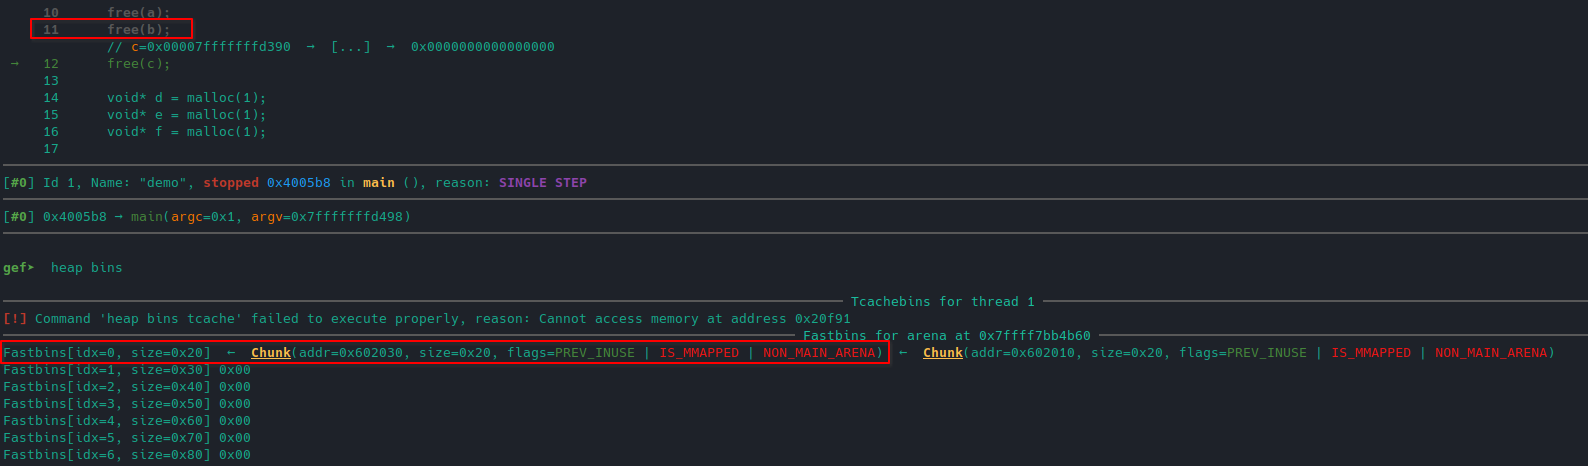 10      free(a);
11      free(b);
// c=0x00007fffffffd390  →  [...]  →  0x0000000000000000
→   12      free(c);
13
14      void* d = malloc(1);
15      void* e = malloc(1);
16      void* f = malloc(1);
17
[#0] Id 1, Name: "demo", stopped 0x4005b8 in main (), reason: SINGLE STEP
[#0] 0x4005b8 → main(argc=0x1, argv=0x7fffffffd498)
gef➤  heap bins
Tcachebins for thread 1
[!] Command 'heap bins tcache' failed to execute properly, reason: Cannot access memory at address 0x20f91
Fastbins for arena at 0x7ffff7bb4b60
Fastbins[idx=0, size=0x20]  ←  Chunk(addr=0x602030, size=0x20, flags=PREV_INUSE | IS_MMAPPED | NON_MAIN_ARENA)  ←  Chunk(addr=0x602010, size=0x20, flags=PREV_INUSE | IS_MMAPPED | NON_MAIN_ARENA)
Fastbins[idx=1, size=0x30] 0x00
Fastbins[idx=2, size=0x40] 0x00
Fastbins[idx=3, size=0x50] 0x00
Fastbins[idx=4, size=0x60] 0x00
Fastbins[idx=5, size=0x70] 0x00
Fastbins[idx=6, size=0x80] 0x00